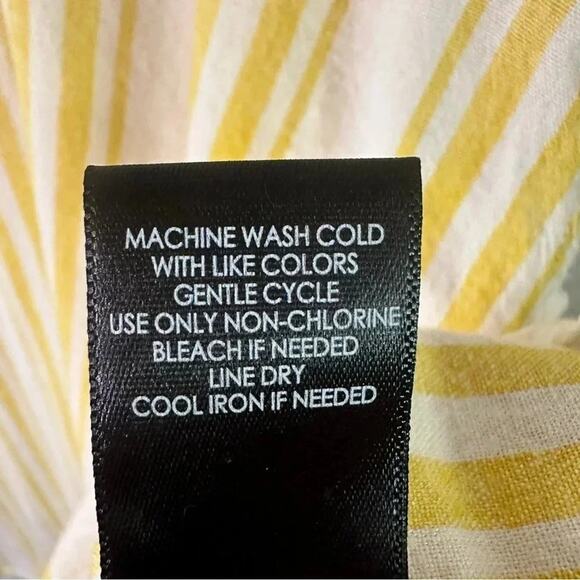 MACHINE WASH COLD
WITH LIKE COLORS
GENTLE CYCLE
USE ONLY NON-CHLORINE
BLEACH IF NEEDED
LINE DRY
COOL IRON IF NEEDED